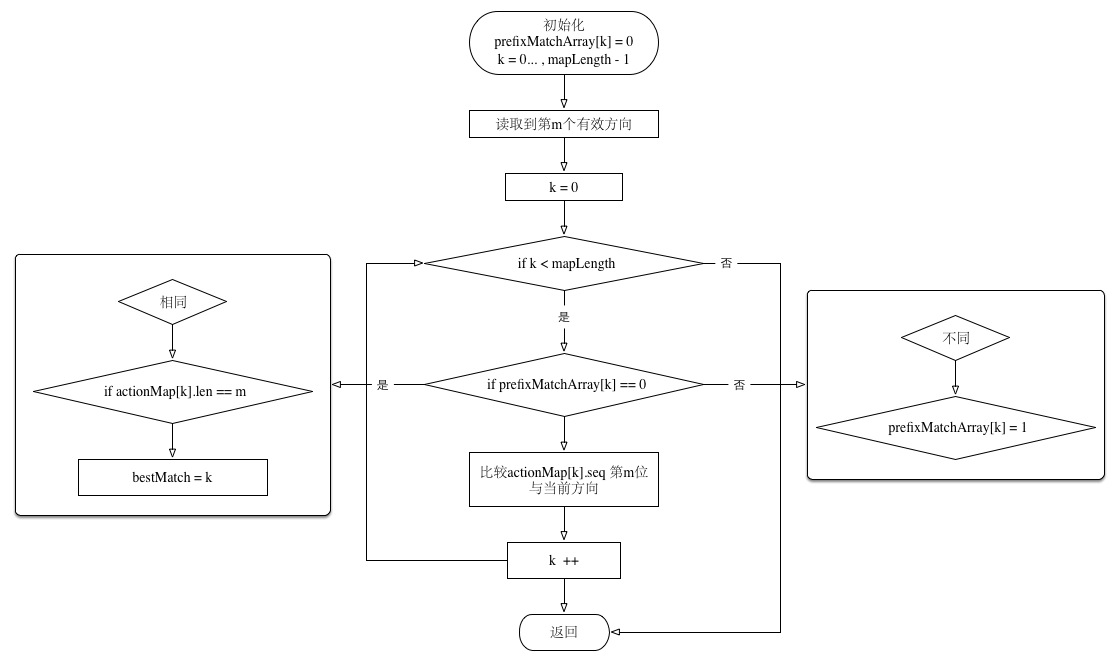 初始化
prefixMatchArray[k] = 0
k = 0... , mapLength - 1
读取到第m个有效方向
k = 0
if k < mapLength
否
是
相同
if actionMap[k].len == m
bestMatch = k
是
if prefixMatchArray[k] == 0
否
不同
prefixMatchArray[k] = 1
比较actionMap[k].seq 第m位
与当前方向
k ++
返回